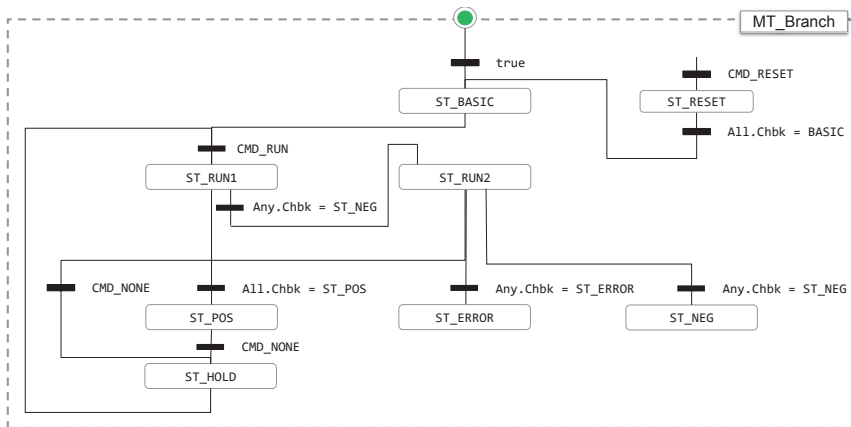 MT_Branch
true
CMD_RESET
ST_BASIC
ST_RESET
All.Chbk = BASIC
CMD_RUN
ST_RUN1
ST_RUN2
Any.Chbk = ST_NEG
CMD_NONE
All.Chbk = ST_POS
Any.Chbk = ST_ERROR
Any.Chbk = ST_NEG
ST_POS
ST_ERROR
ST_NEG
CMD_NONE
ST_HOLD